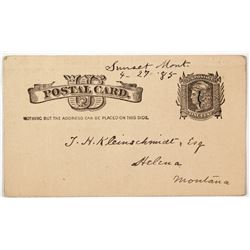 Sunset Mont.
4-27-'85
POSTAL CARD.
NOTHING BUT THE ADDRESS CAN BE PLACED ON THIS SIDE.
T. H. Kleinschmidt, Esq
Helena
Montana